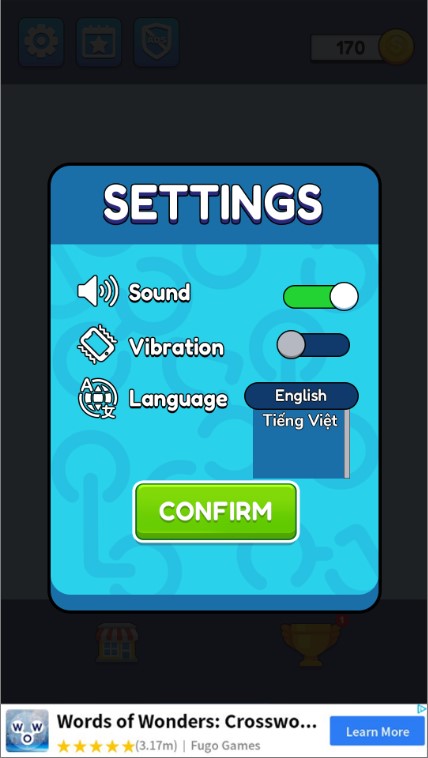 170
SETTINGS
Sound
Vibration
Language
English
Tiếng Việt
CONFIRM
Words of Wonders: Crosswo...
(3.17m) | Fugo Games
Learn More